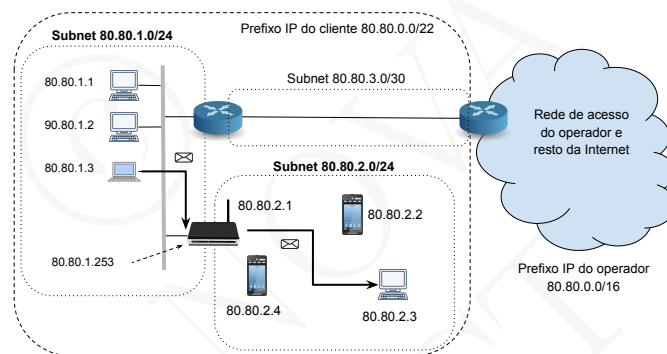 Prefixo IP do cliente 80.80.0.0/22
Subnet 80.80.1.0/24
80.80.1.1
90.80.1.2
80.80.1.3
80.80.1.253
Subnet 80.80.3.0/30
Subnet 80.80.2.0/24
80.80.2.1
80.80.2.2
80.80.2.4
80.80.2.3
Rede de acesso
do operador e
resto da Internet
Prefixo IP do operador
80.80.0.0/16